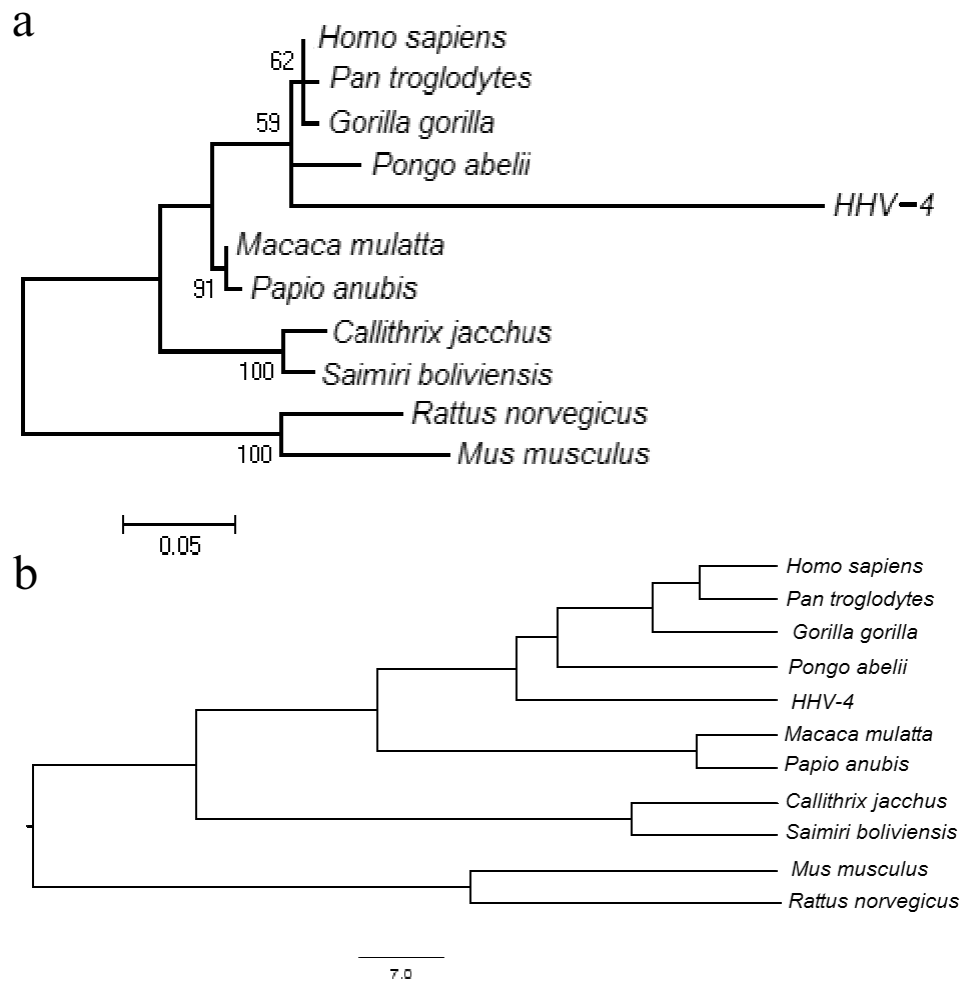 a
Homo sapiens
62
Pan troglodytes
59
Gorilla gorilla
Pongo abelii
HHV-4
Macaca mulatta
91
Papio anubis
Callithrix jacchus
100
Saimiri boliviensis
Rattus norvegicus
100
Mus musculus
0.05
b
Homo sapiens
Pan troglodytes
Gorilla gorilla
Pongo abelii
HHV-4
Macaca mulatta
Papio anubis
Callithrix jacchus
Saimiri boliviensis
Mus musculus
Rattus norvegicus
7.0